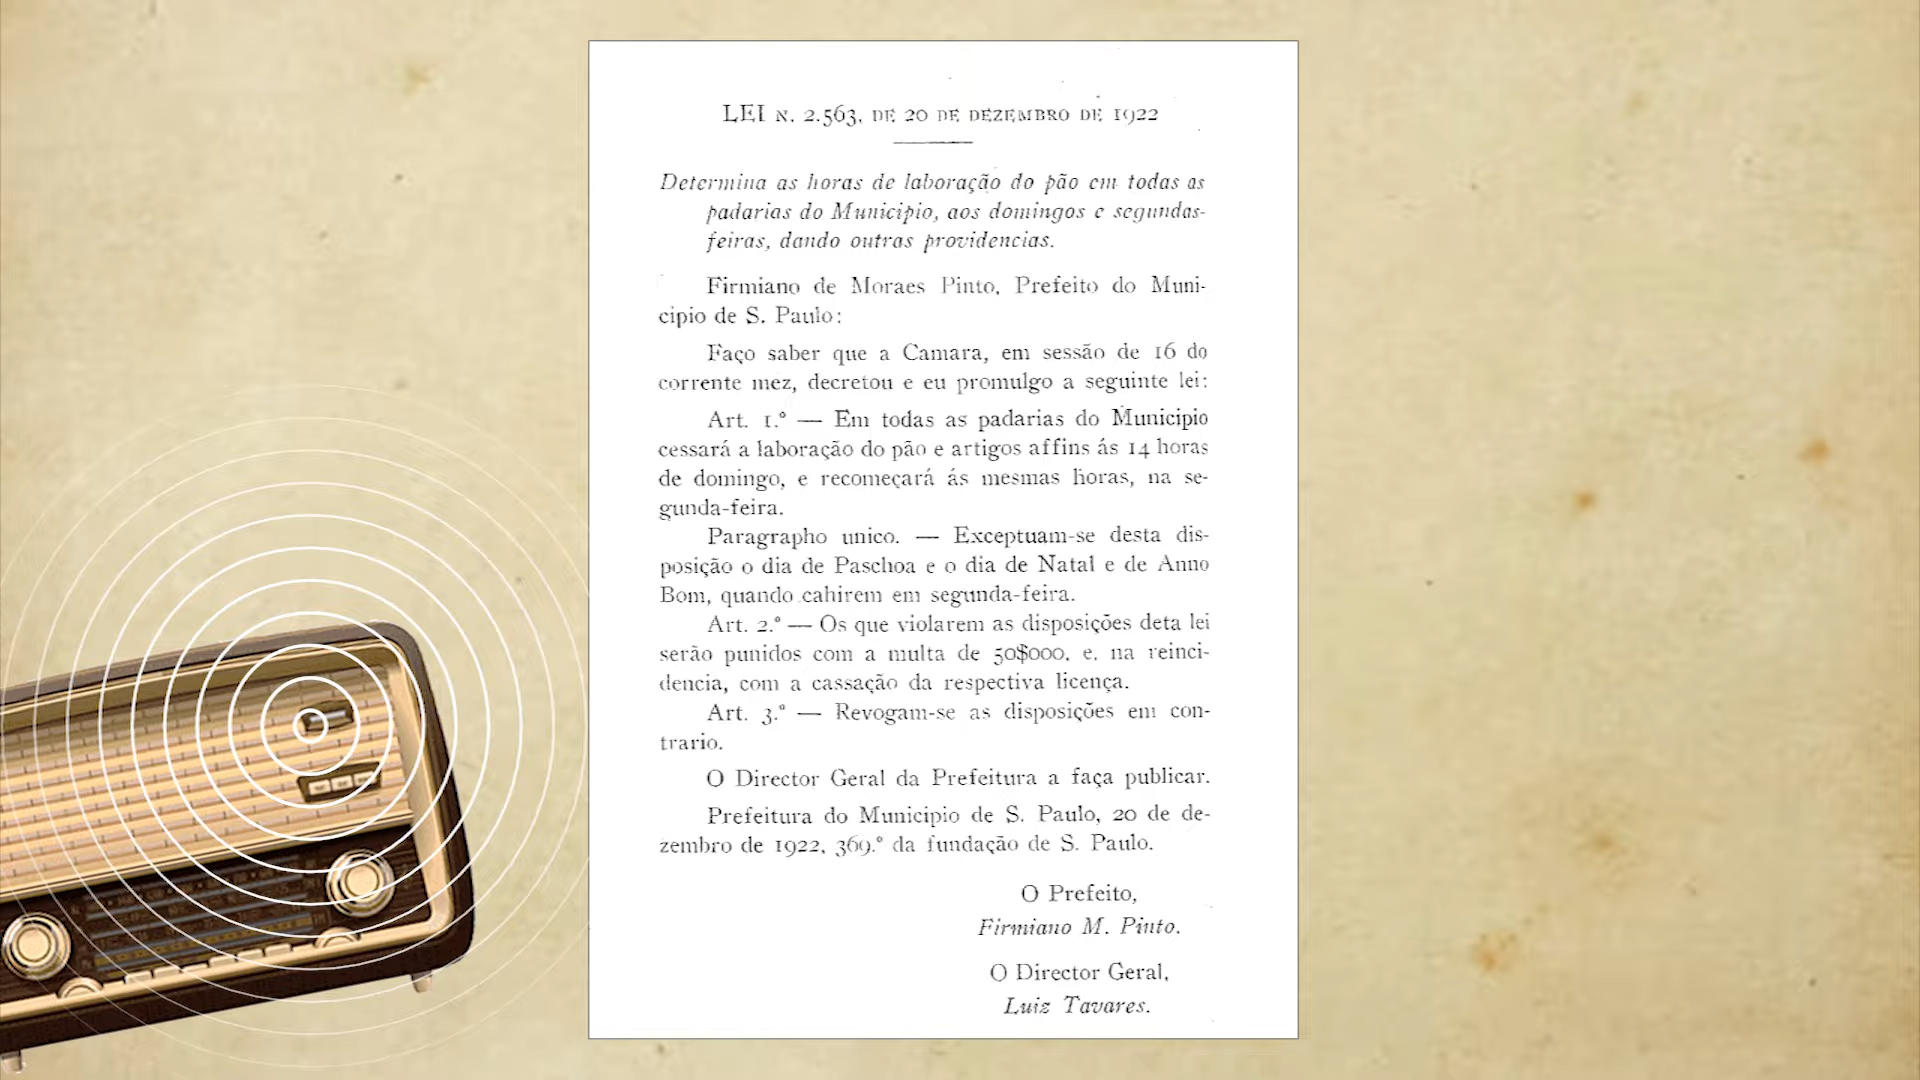 LEI N. 2.563, DE 20 DE DEZEMBRO DE 1922
Determina as horas de laboração do pão em todas as
padarias do Municipio, aos domingos e segundas-
feiras, dando outras providencias.
Firmiano de Moraes Pinto, Prefeito do Muni-
cipio de S. Paulo:
Faço saber que a Camara, em sessão de 16 do
corrente mez, decretou e eu promulgo a seguinte lei:
Art. 1.º — Em todas as padarias do Municipio
cessará a laboração do pão e artigos affins ás 14 horas
de domingo, e recomeçará ás mesmas horas, na se-
gunda-feira.
Paragrapho unico. — Exceptuam-se desta dis-
posição o dia de Paschoa e o dia de Natal e de Anno
Bom, quando cahirem em segunda-feira.
Art. 2.º — Os que violarem as disposições deta lei
serão punidos com a multa de 50$000, e, na reinci-
dencia, com a cassação da respectiva licença.
Art. 3.º — Revogam-se as disposições em con-
trario.
O Director Geral da Prefeitura a faça publicar.
Prefeitura do Municipio de S. Paulo, 20 de de-
zembro de 1922, 369.º da fundação de S. Paulo.
O Prefeito,
Firmiano M. Pinto.
O Director Geral,
Luiz Tavares.